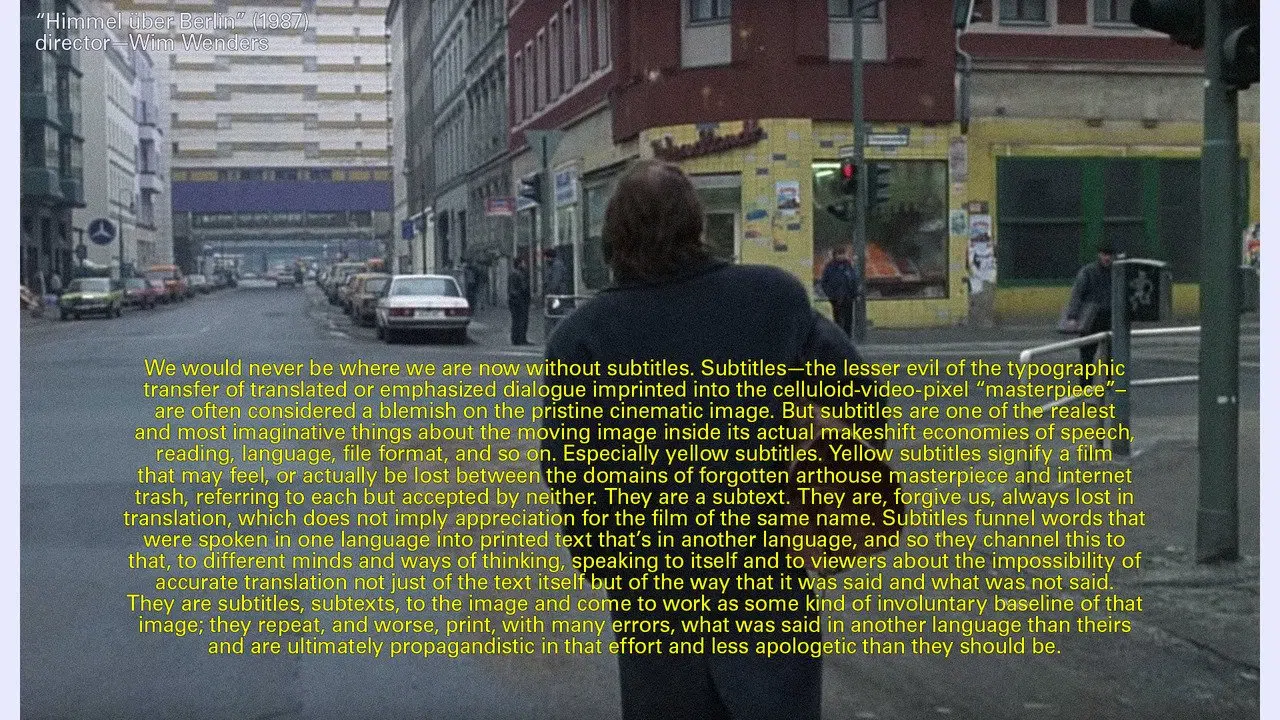 “Himmel über Berlin” (1987)
director—Wim Wenders
We would never be where we are now without subtitles. Subtitles—the lesser evil of the typographic
transfer of translated or emphasized dialogue imprinted into the celluloid-video-pixel “masterpiece”–
are often considered a blemish on the pristine cinematic image. But subtitles are one of the realest
and most imaginative things about the moving image inside its actual makeshift economies of speech,
reading, language, file format, and so on. Especially yellow subtitles. Yellow subtitles signify a film
that may feel, or actually be lost between the domains of forgotten arthouse masterpiece and internet
trash, referring to each but accepted by neither. They are a subtext. They are, forgive us, always lost in
translation, which does not imply appreciation for the film of the same name. Subtitles funnel words that
were spoken in one language into printed text that’s in another language, and so they channel this to
that, to different minds and ways of thinking, speaking to itself and to viewers about the impossibility of
accurate translation not just of the text itself but of the way that it was said and what was not said.
They are subtitles, subtexts, to the image and come to work as some kind of involuntary baseline of that
image; they repeat, and worse, print, with many errors, what was said in another language than theirs
and are ultimately propagandistic in that effort and less apologetic than they should be.